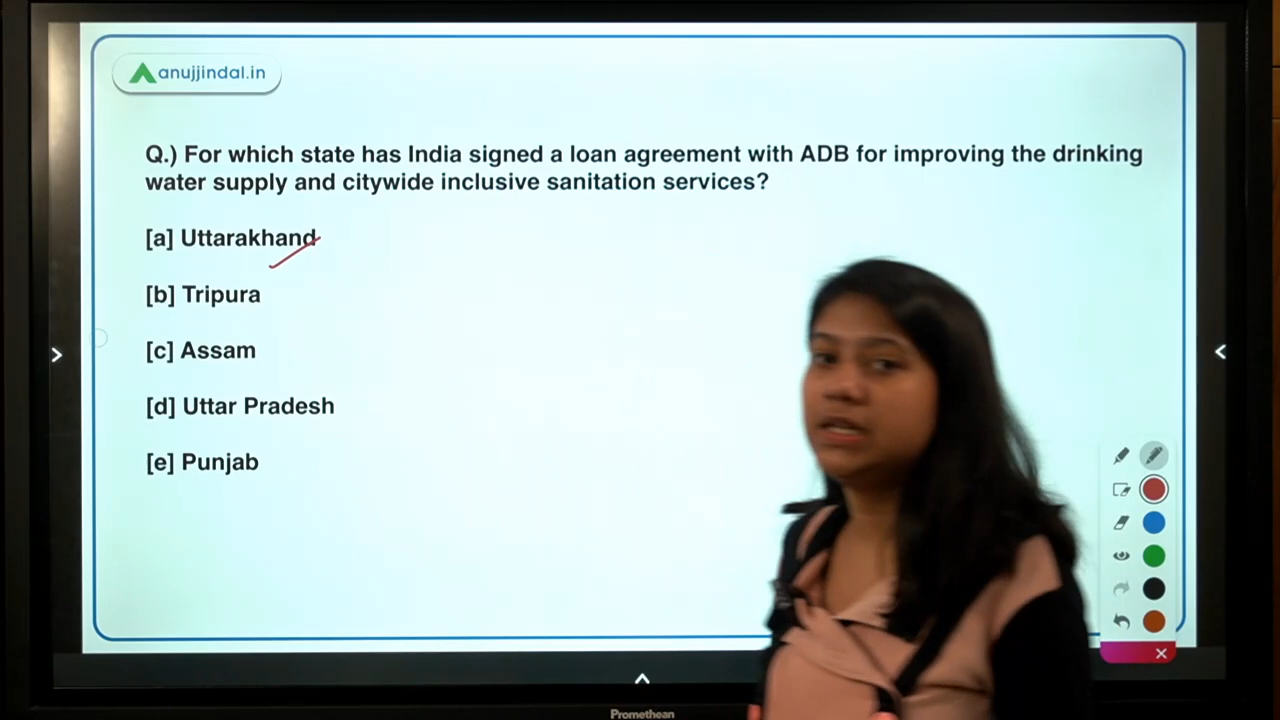 anujjindal.in
Q.) For which state has India signed a loan agreement with ADB for improving the drinking
water supply and citywide inclusive sanitation services?
[a] Uttarakhand
[b] Tripura
[c] Assam
[d] Uttar Pradesh
[e] Punjab
Promethean